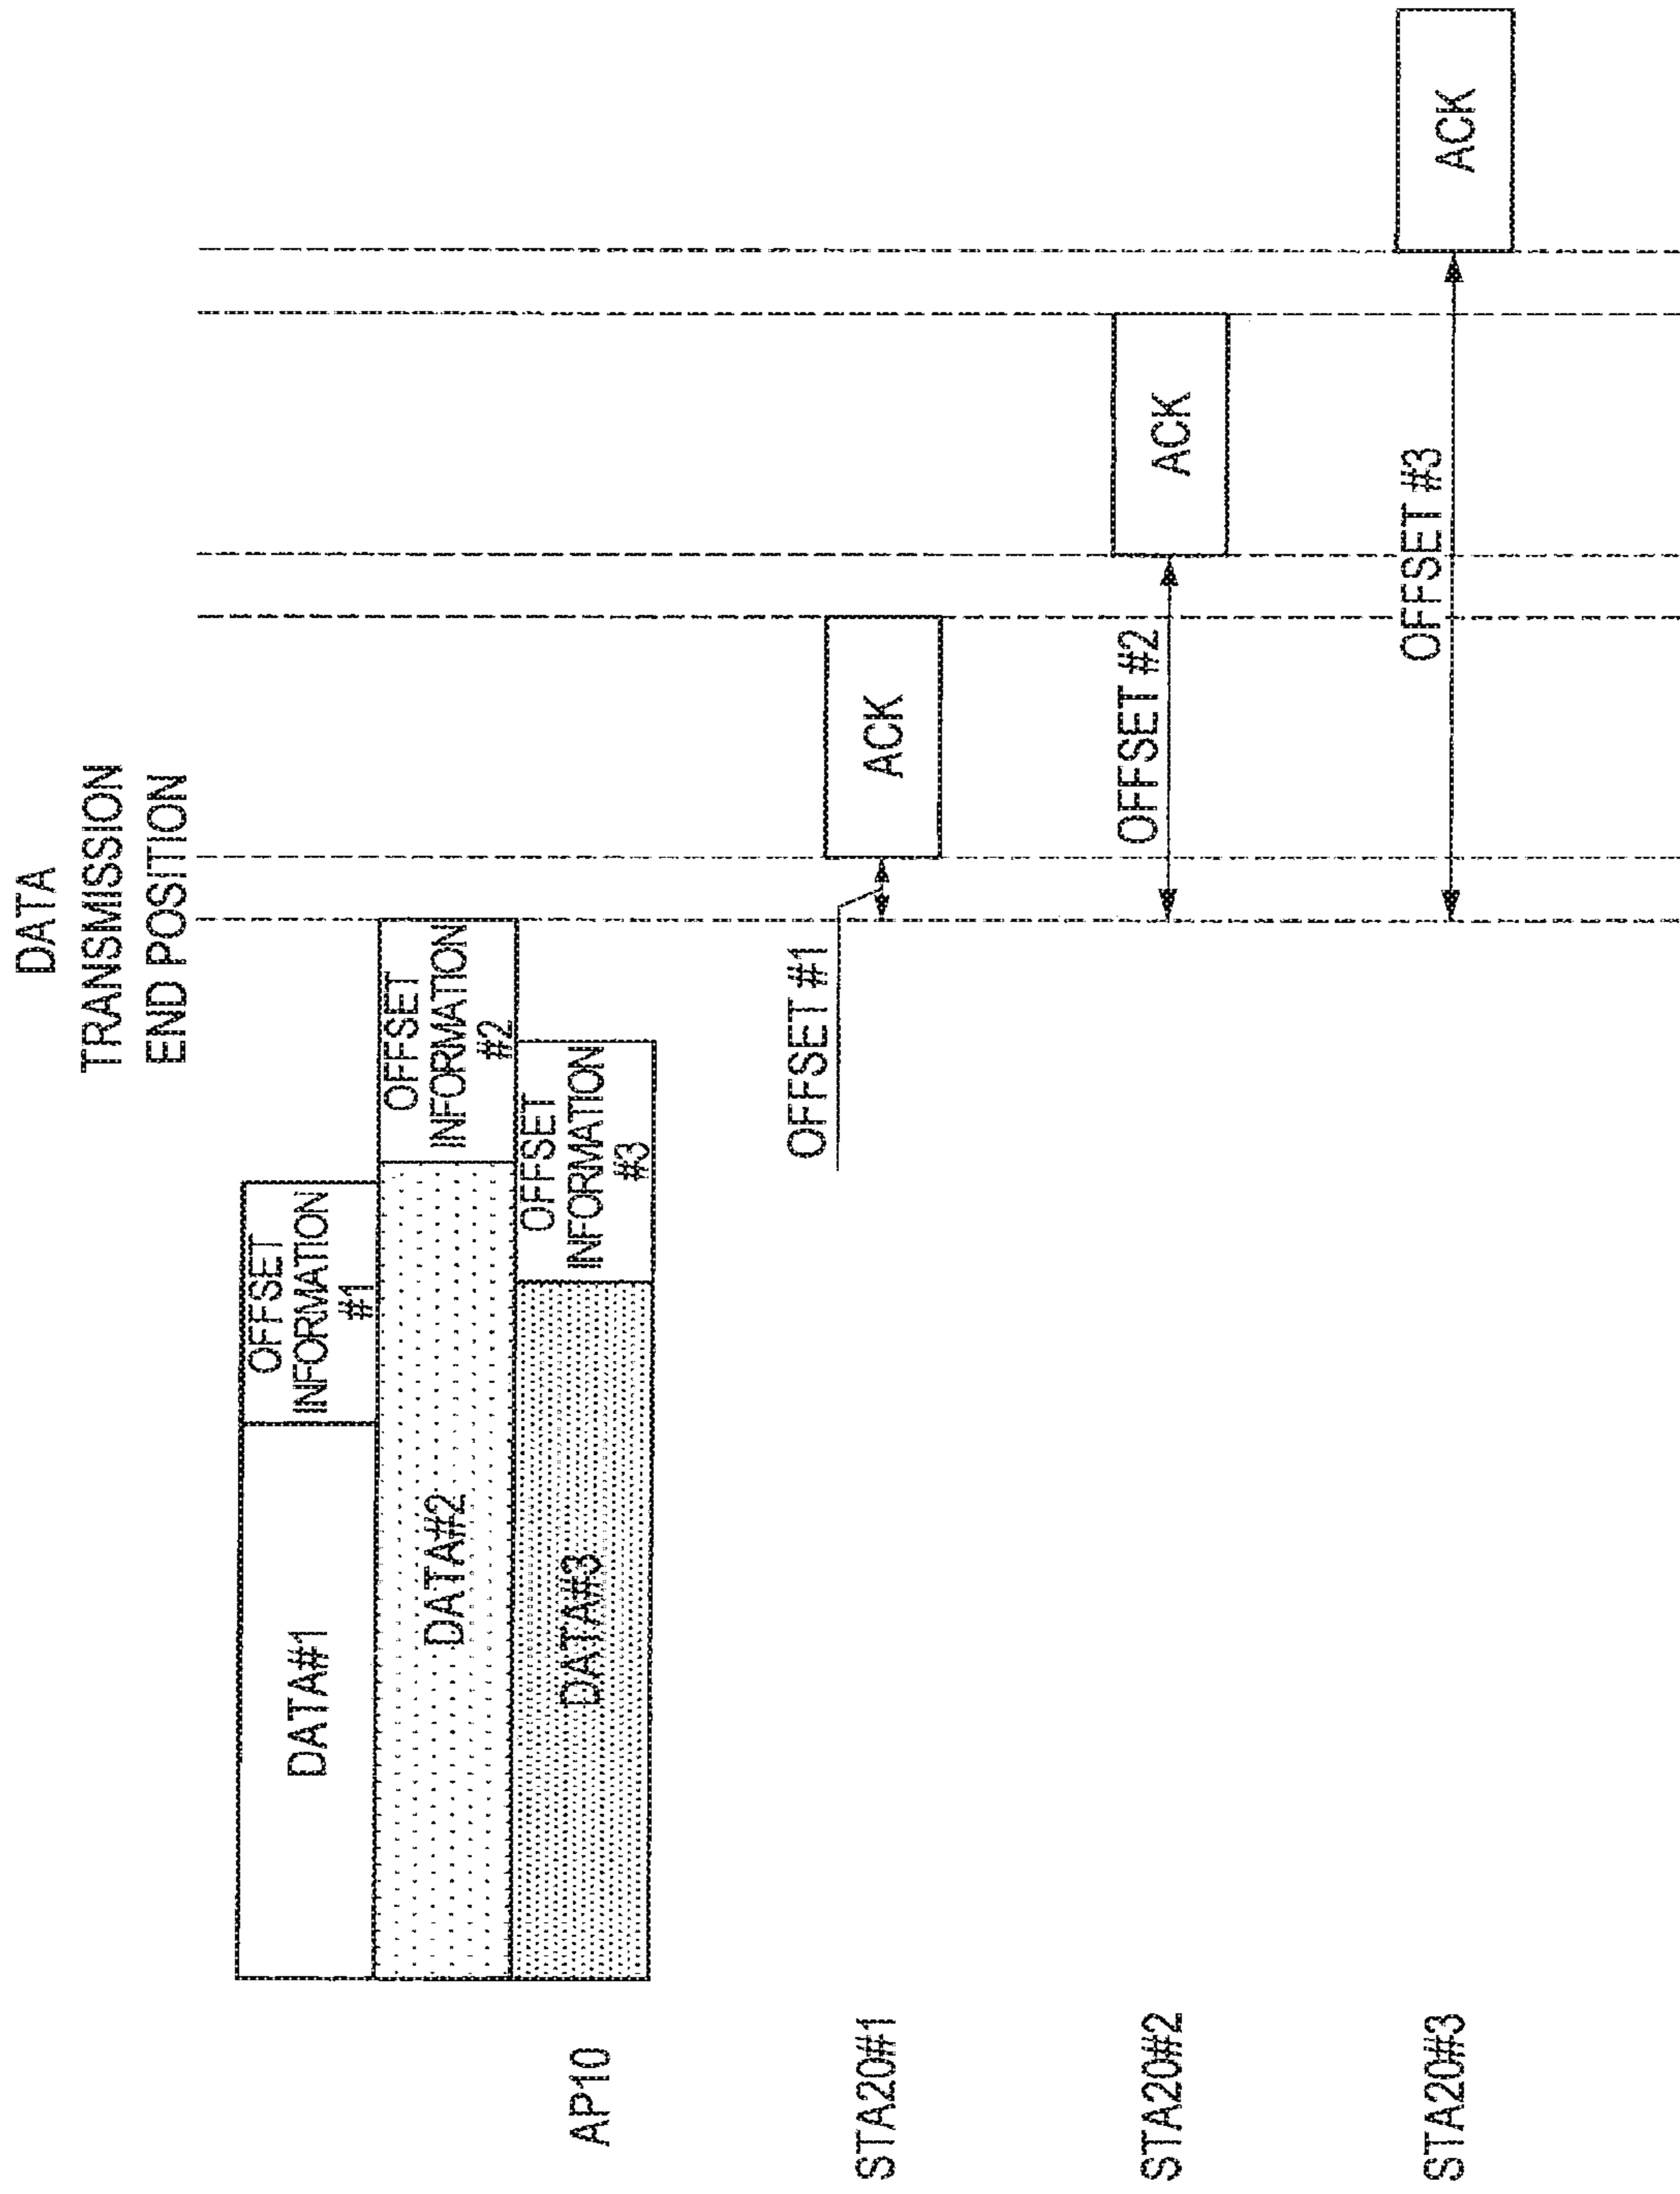 DATA
TRANSMISSION
END POSITION
DATA#1
OFFSET
INFORMATION
#1
DATA#2
OFFSET
INFORMATION
#2
AP10
DATA#3
OFFSET
INFORMATION
#3
OFFSET #1
STA20#1
ACK
OFFSET #2
STA20#2
ACK
OFFSET #3
STA20#3
ACK